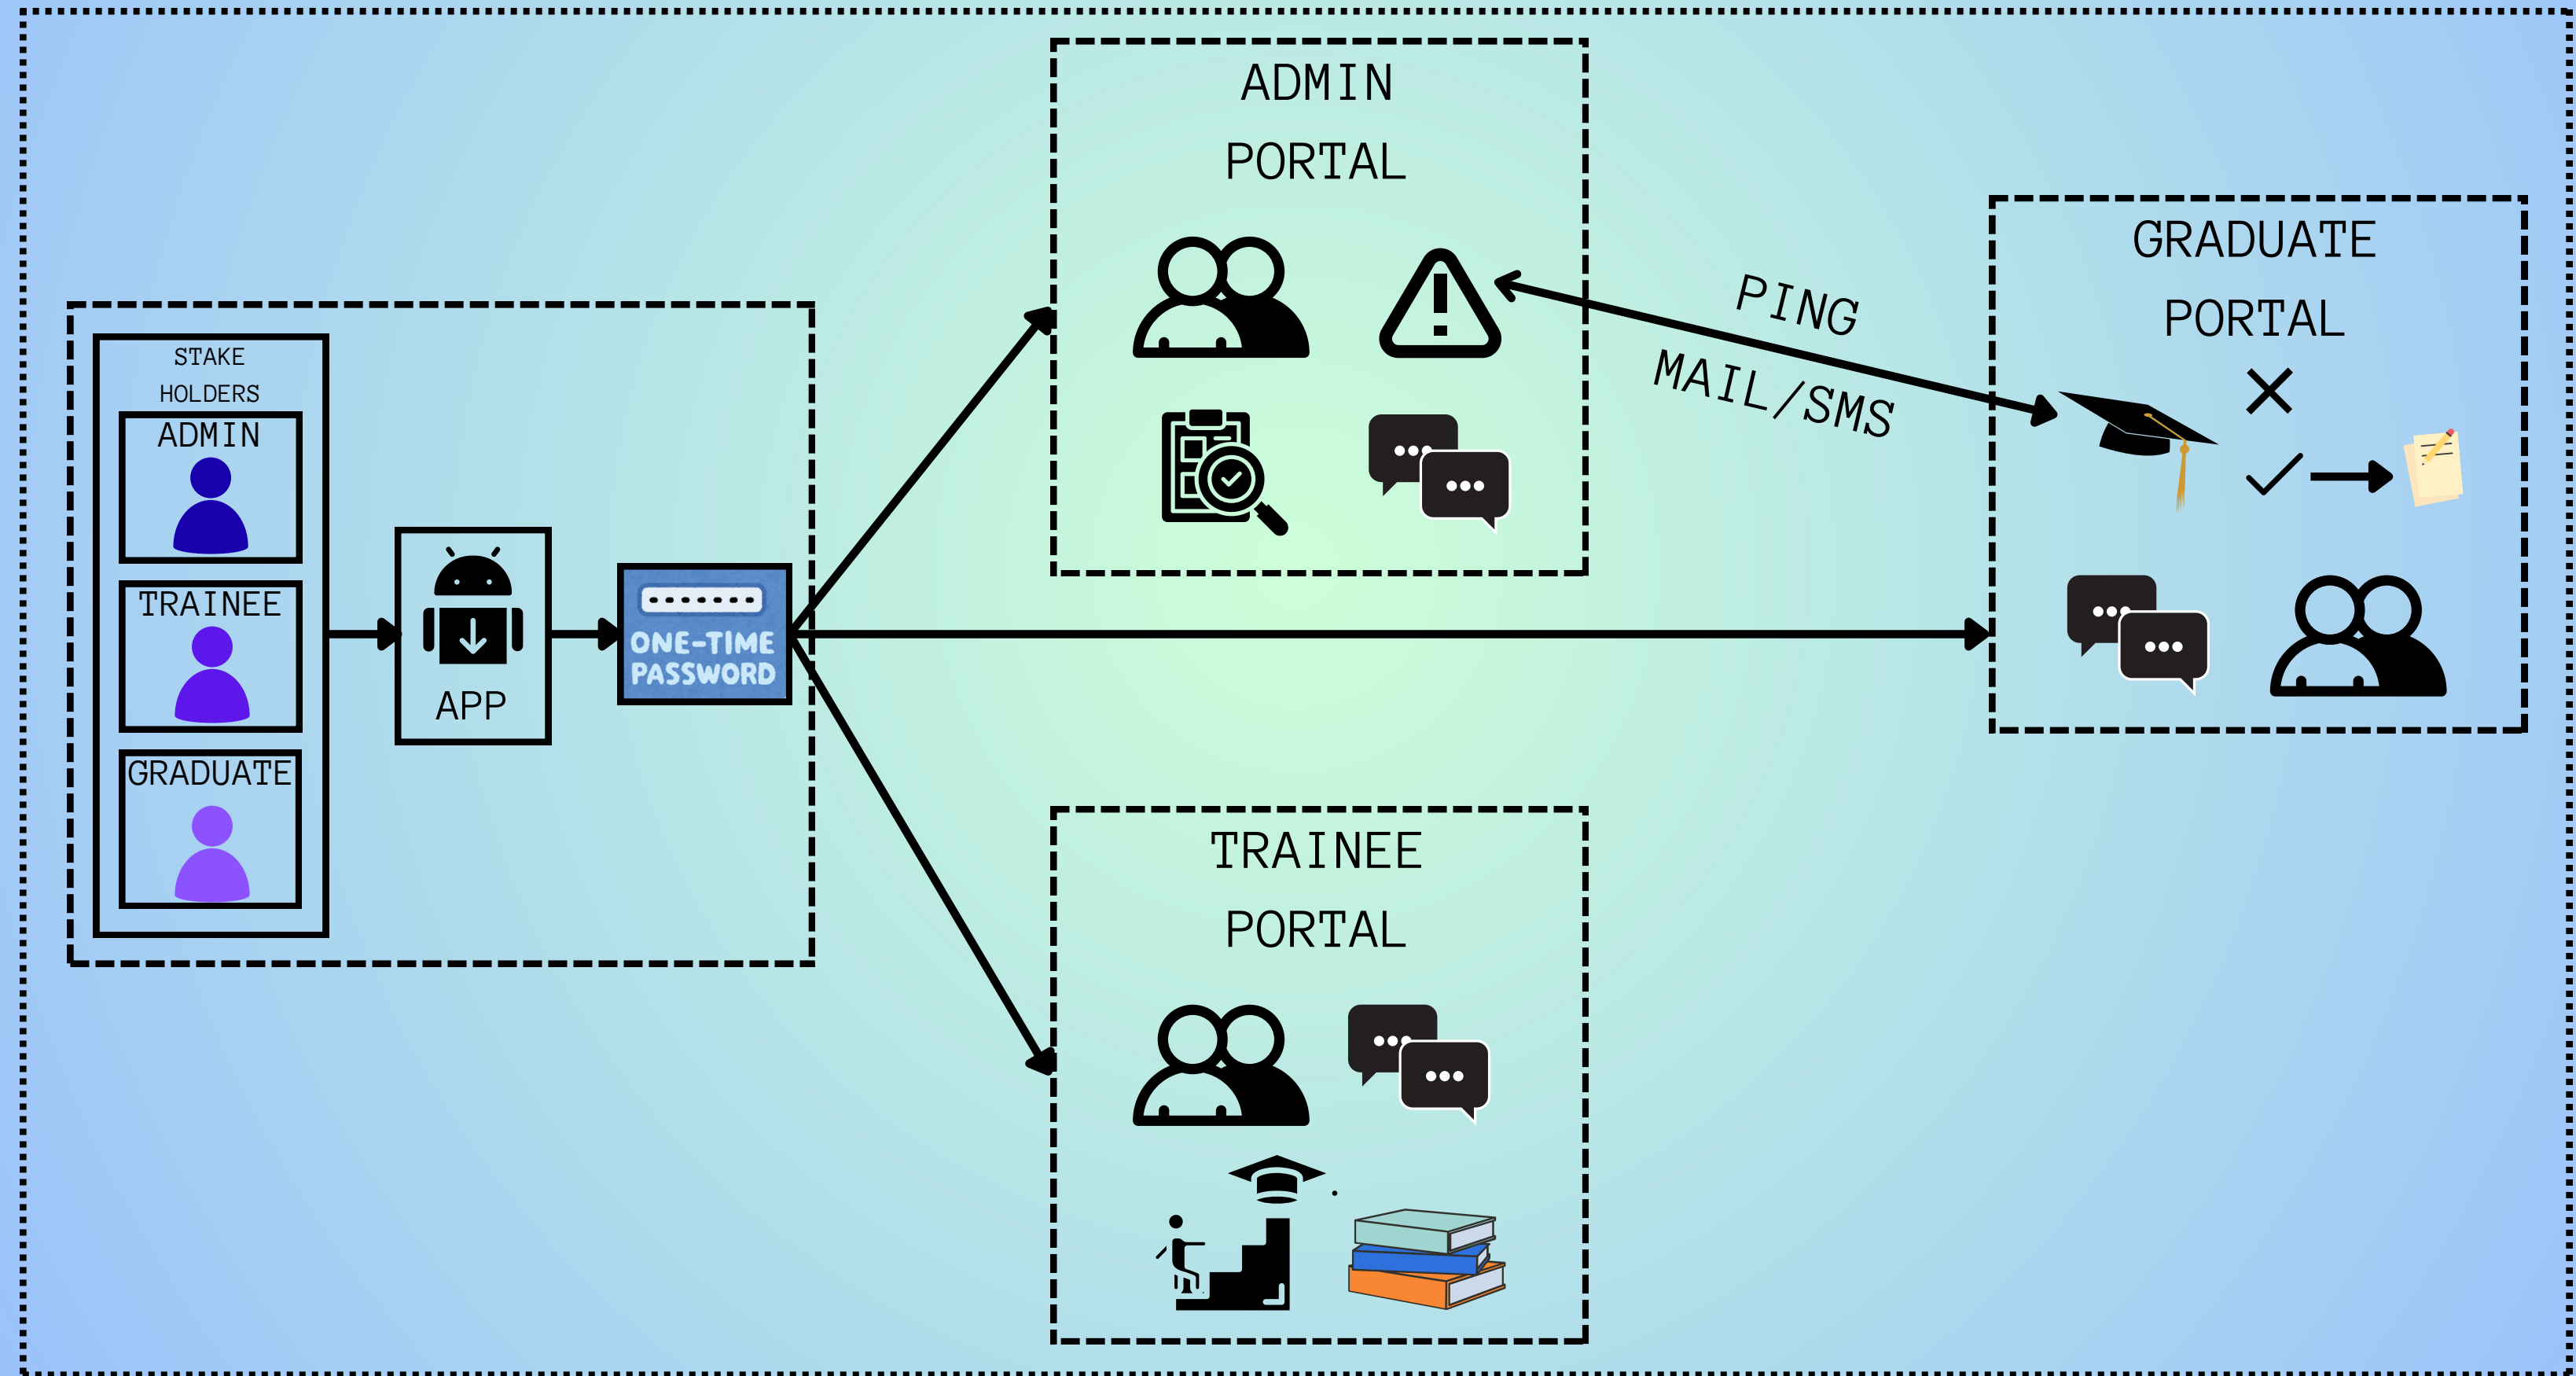 STAKE
HOLDERS
ADMIN
TRAINEE
GRADUATE
APP
ONE-TIME
PASSWORD
ADMIN
PORTAL
PING
MAIL/SMS
GRADUATE
PORTAL
TRAINEE
PORTAL